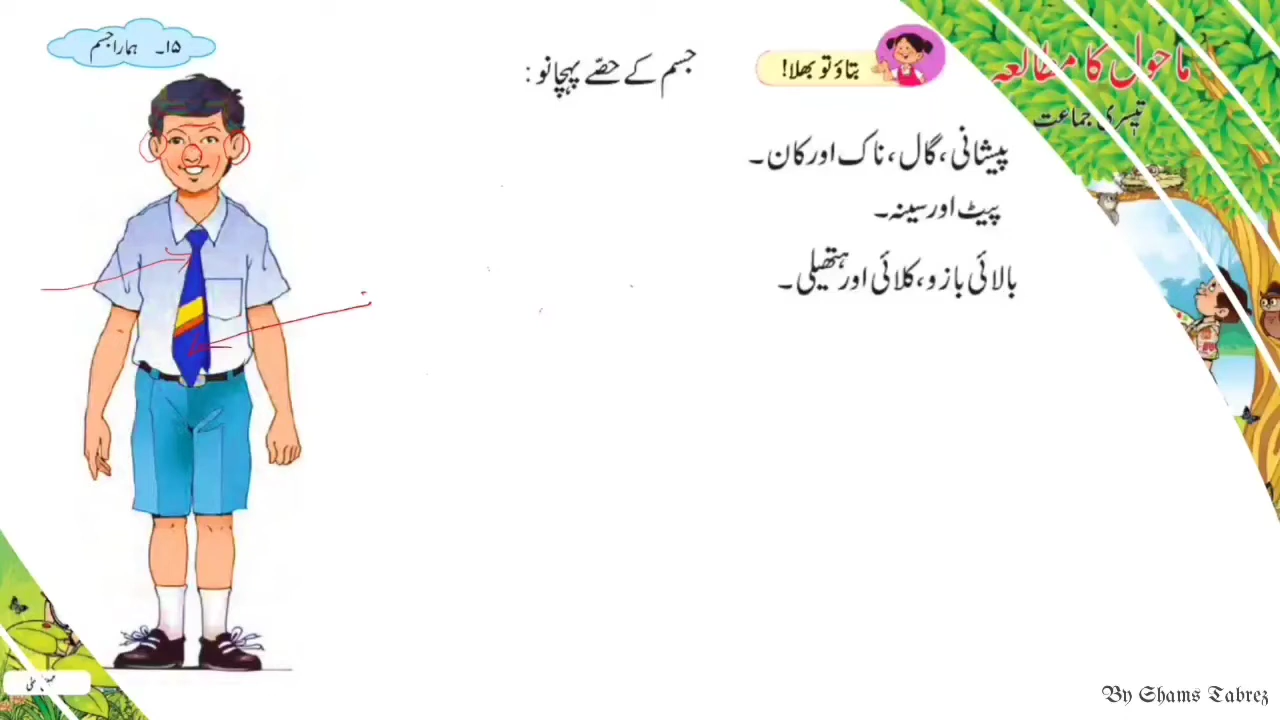 ماحول کا مطالعہ
تیسری جماعت
۱۵۔ ہمارا جسم
بتاؤ تو بھلا!
جسم کے حصّے پہچانو :
پیشانی، گال، ناک اور کان۔
پیٹ اور سینہ۔
بالائی بازو، کلائی اور ہتھیلی۔
By Shams Tabrez